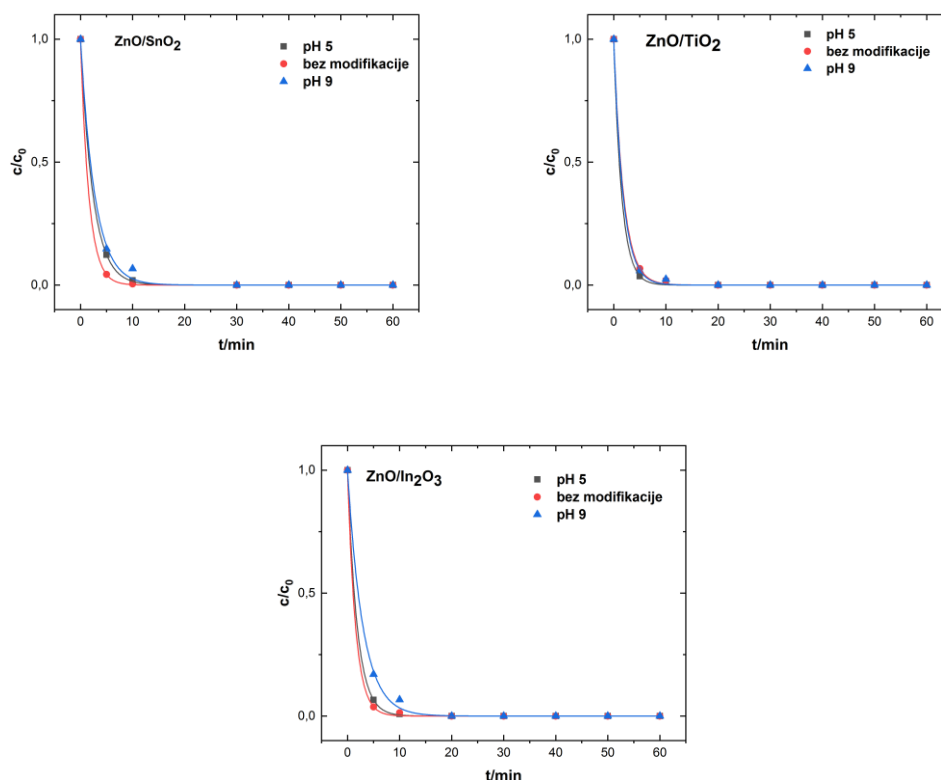 ZnO/SnO₂
pH 5
bez modifikacije
pH 9
1,0
0,5
0,0
c/c₀
0 10 20 30 40 50 60
t/min
ZnO/TiO₂
pH 5
bez modifikacije
pH 9
1,0
0,5
0,0
c/c₀
0 10 20 30 40 50 60
t/min
ZnO/In₂O₃
pH 5
bez modifikacije
pH 9
1,0
0,5
0,0
c/c₀
0 10 20 30 40 50 60
t/min